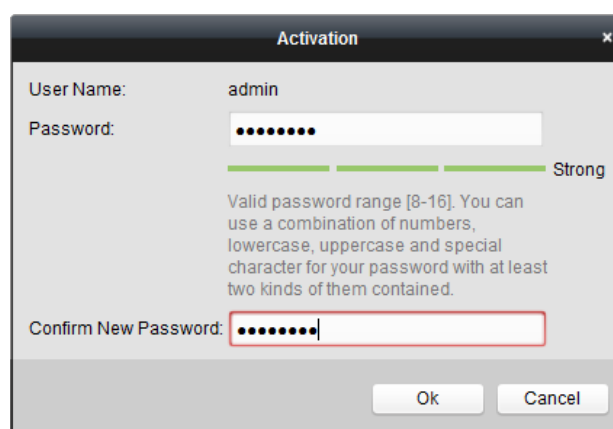 Activation ×
User Name: admin
Password: ●●●●●●●●
Strong
Valid password range [8-16]. You can
use a combination of numbers,
lowercase, uppercase and special
character for your password with at least
two kinds of them contained.
Confirm New Password: ●●●●●●●●
Ok Cancel